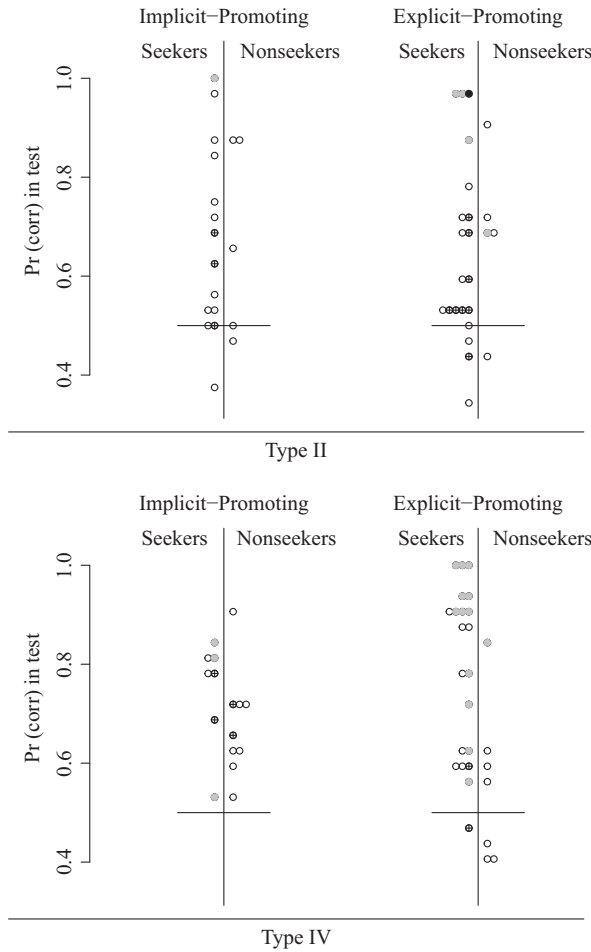 Implicit−Promoting Explicit−Promoting
Seekers Nonseekers Seekers Nonseekers
Pr (corr) in test
1.0
0.8
0.6
0.4
Type II
Implicit−Promoting Explicit−Promoting
Seekers Nonseekers Seekers Nonseekers
Pr (corr) in test
1.0
0.8
0.6
0.4
Type IV